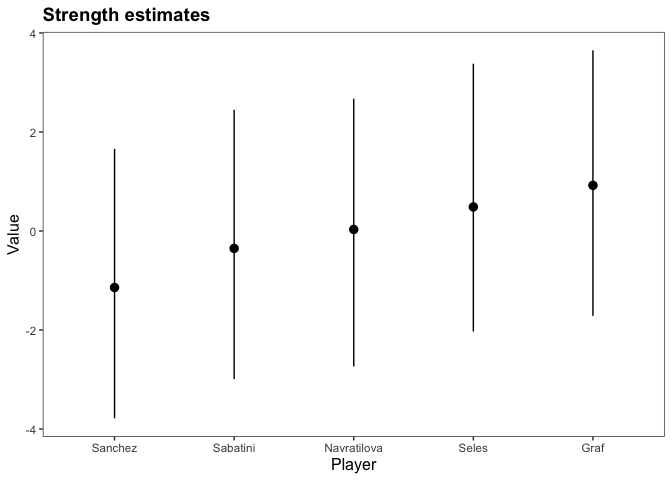 Strength estimates
4
2
0
-2
-4
Value
Sanchez Sabatini Navratilova Seles Graf
Player